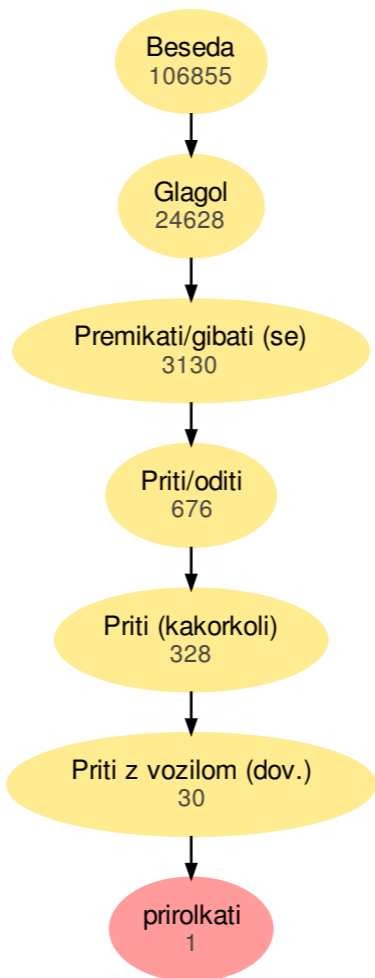 Beseda
106855
Glagol
24628
Premikati/gibati (se)
3130
Priti/oditi
676
Priti (kakorkoli)
328
Priti z vozilom (dov.)
30
prirolkati
1